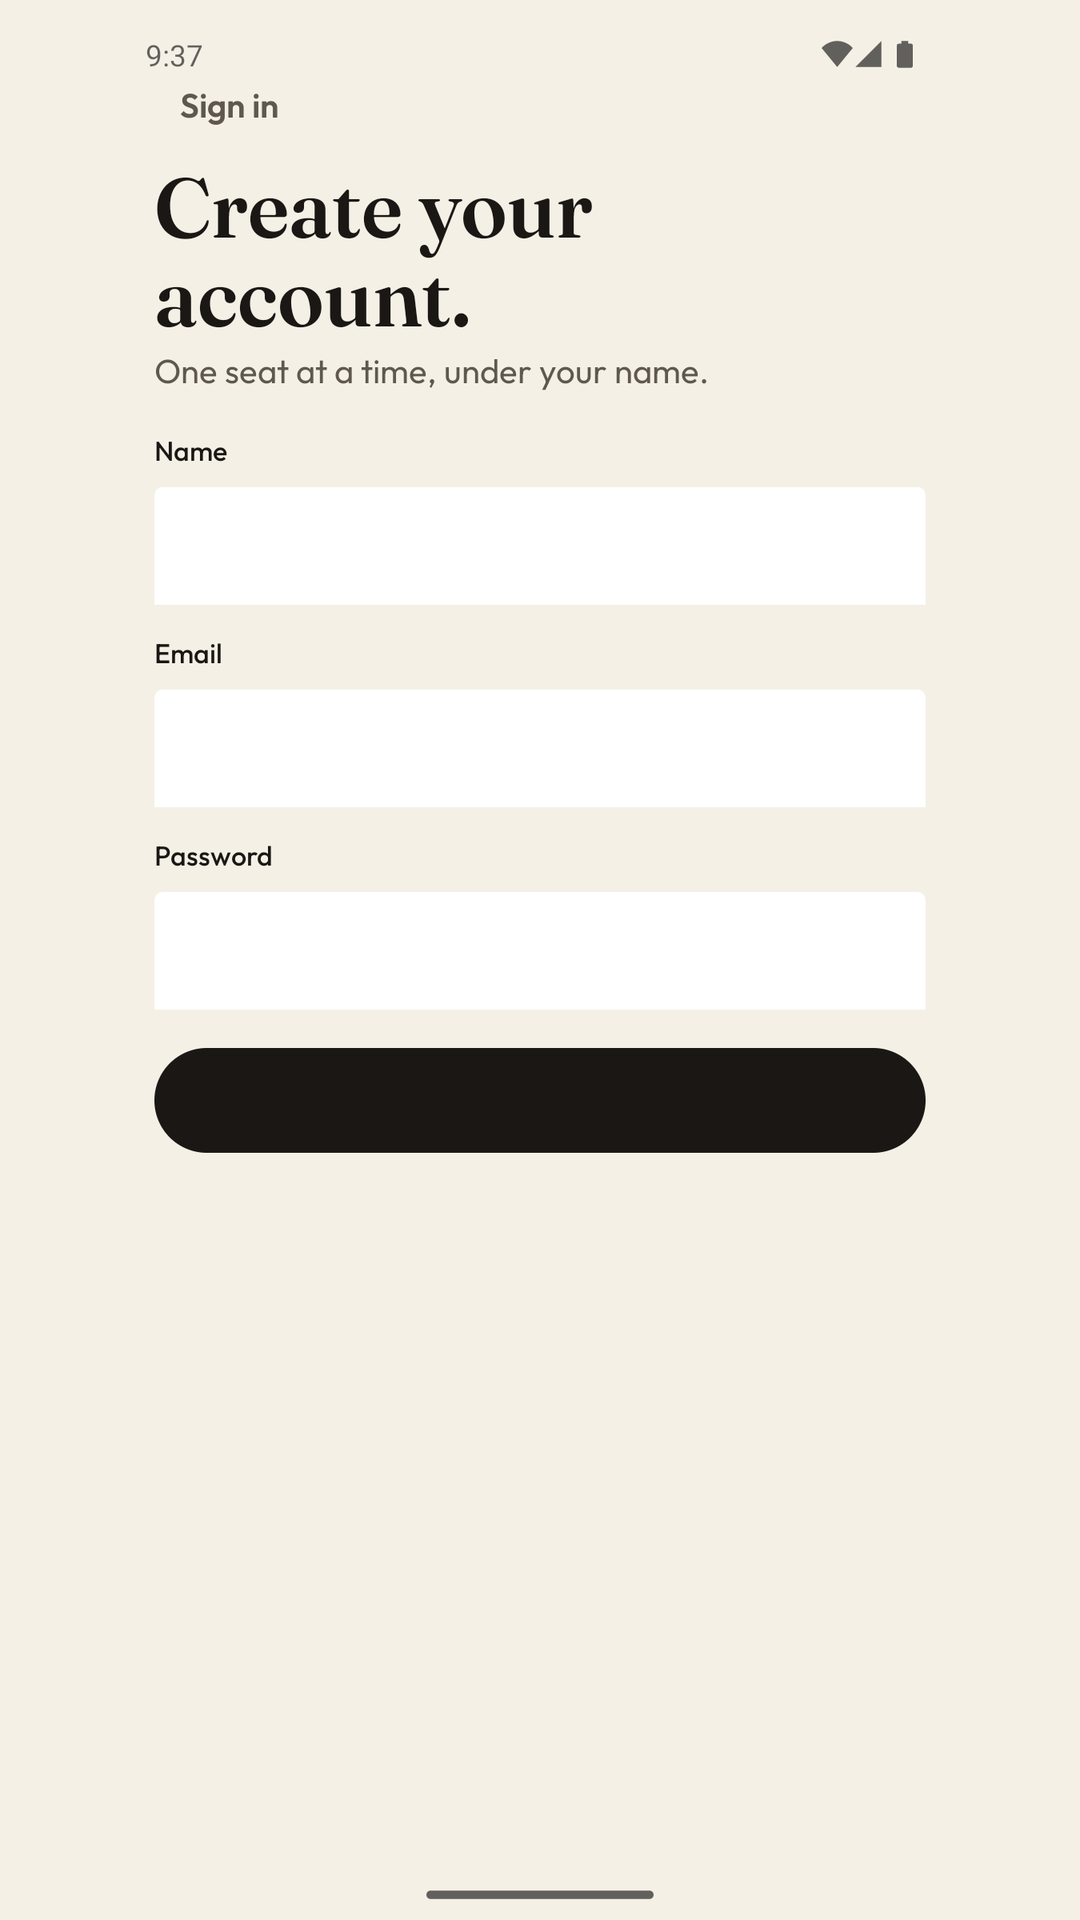 9:37
Sign in
Create your
account.
One seat at a time, under your name.
Name
Email
Password